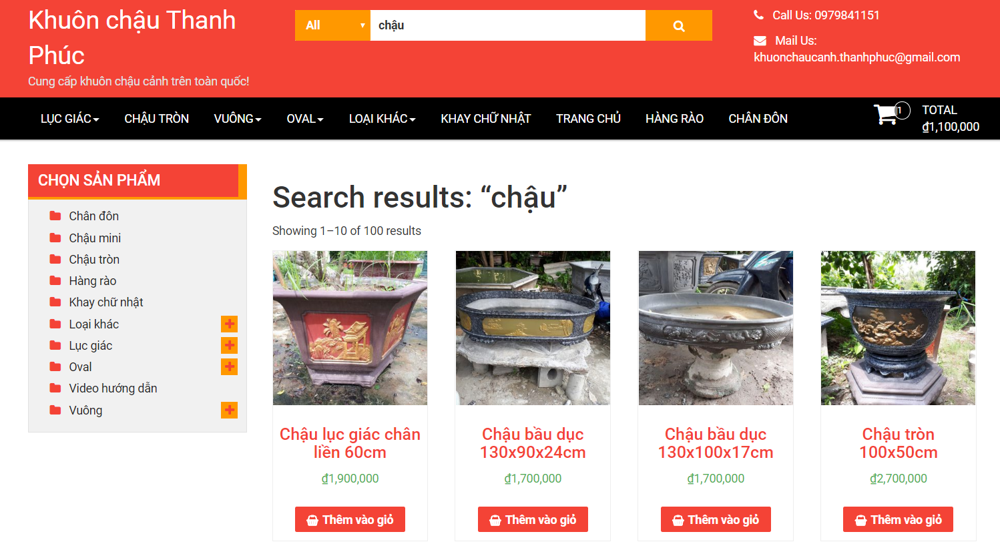 Khuôn chậu Thanh
Phúc
Cung cấp khuôn chậu cảnh trên toàn quốc!
All
chậu
Call Us: 0979841151
Mail Us:
khuonchaucanh.thanhphuc@gmail.com
LỤC GIÁC CHẬU TRÒN VUÔNG OVAL LOẠI KHÁC KHAY CHỮ NHẬT TRANG CHỦ HÀNG RÀO CHÂN ĐÔN
1
TOTAL
₫1,100,000
CHỌN SẢN PHẨM
Chân đôn
Chậu mini
Chậu tròn
Hàng rào
Khay chữ nhật
Loại khác
Lục giác
Oval
Video hướng dẫn
Vuông
Search results: “chậu”
Showing 1–10 of 100 results
Chậu lục giác chân
liền 60cm
₫1,900,000
Thêm vào giỏ
Chậu bầu dục
130x90x24cm
₫1,700,000
Thêm vào giỏ
Chậu bầu dục
130x100x17cm
₫1,700,000
Thêm vào giỏ
Chậu tròn
100x50cm
₫2,700,000
Thêm vào giỏ